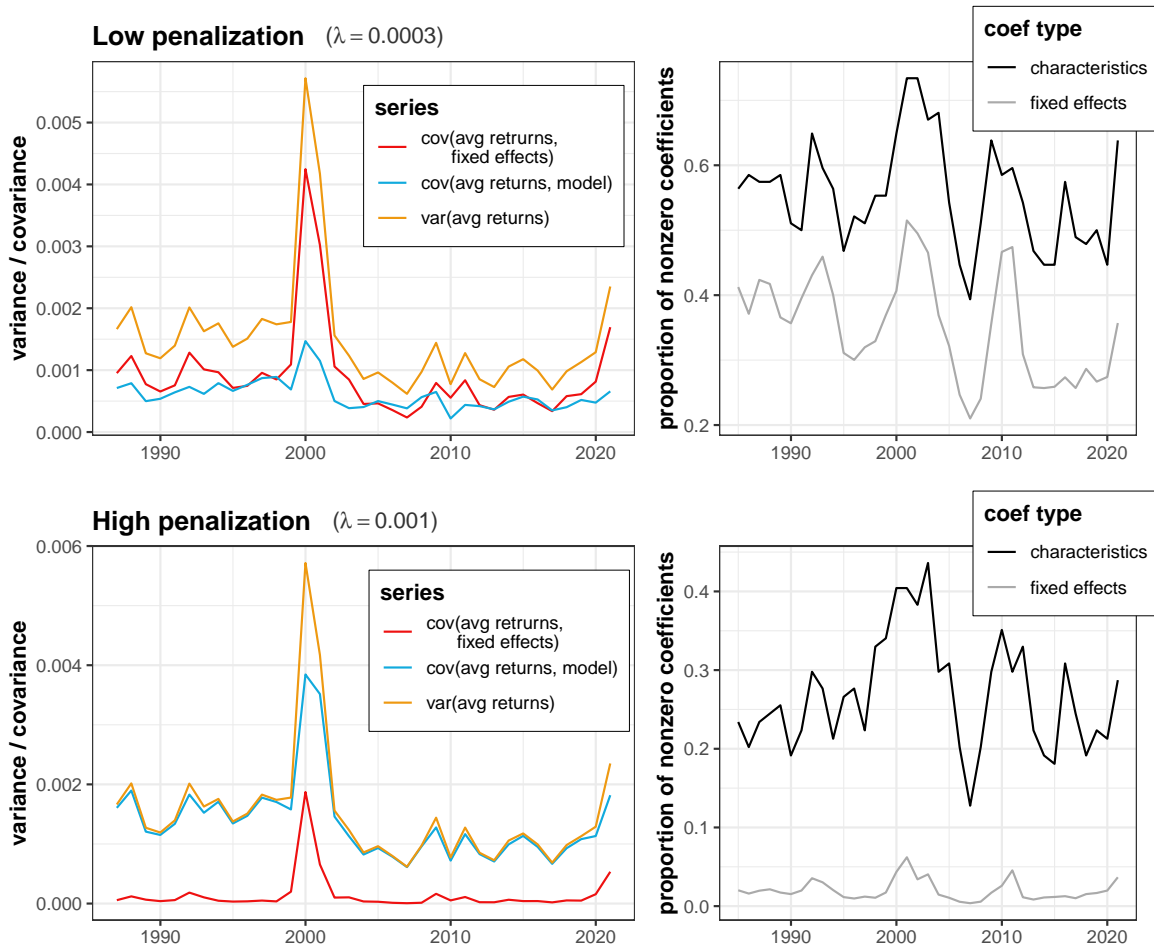 Low penalization (λ = 0.0003)
variance / covariance
0.005
0.004
0.003
0.002
0.001
0.000
1990 2000 2010 2020
series
cov(avg retrurns,
fixed effects)
cov(avg returns, model)
var(avg returns)
proportion of nonzero coefficients
0.6
0.4
0.2
1990 2000 2010 2020
coef type
characteristics
fixed effects
High penalization (λ = 0.001)
variance / covariance
0.006
0.004
0.002
0.000
1990 2000 2010 2020
series
cov(avg retrurns,
fixed effects)
cov(avg returns, model)
var(avg returns)
proportion of nonzero coefficients
0.4
0.3
0.2
0.1
0.0
1990 2000 2010 2020
coef type
characteristics
fixed effects